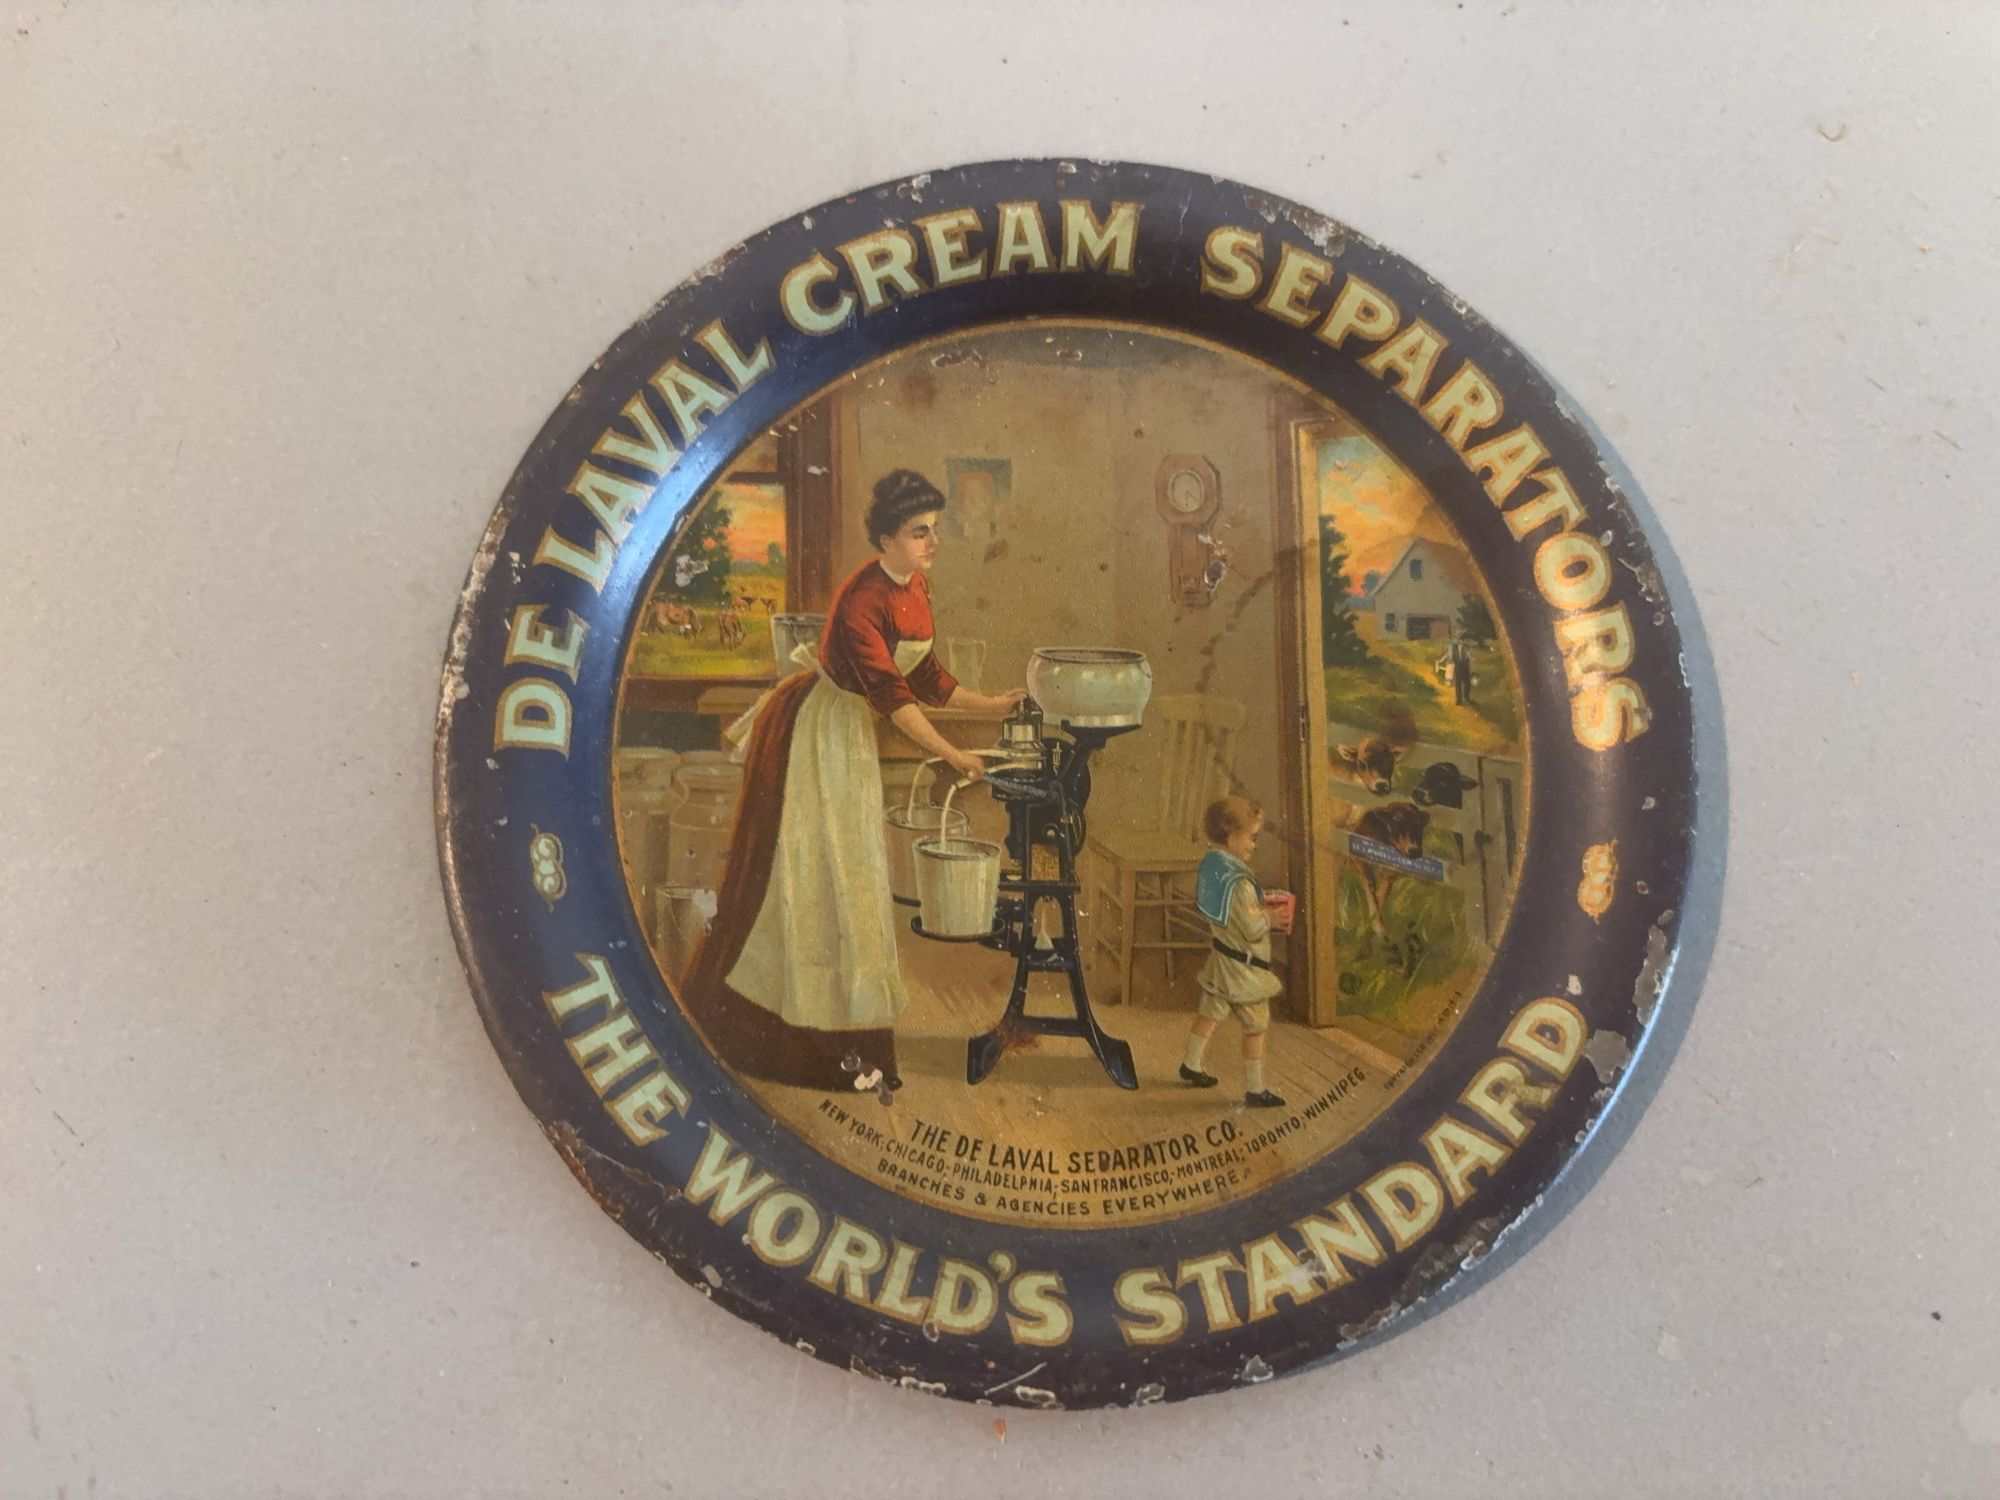 DE LAVAL CREAM SEPARATORS
THE DE LAVAL SEPARATOR CO.
NEW YORK; CHICAGO; PHILADELPHIA; SAN FRANCISCO; MONTREAL; TORONTO; WINNIPEG.
BRANCHES & AGENCIES EVERYWHERE.
THE WORLD'S STANDARD